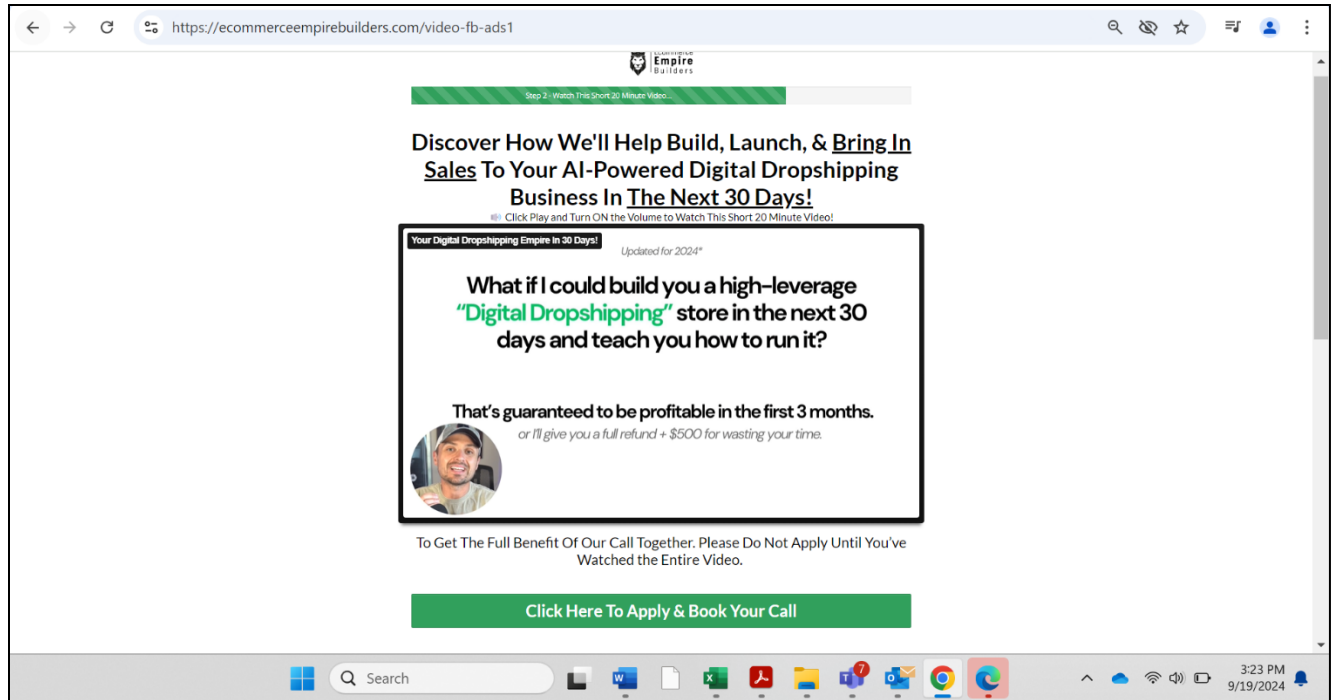 https://ecommerceempirebuilders.com/video-fb-ads1
Ecommerce
Empire
Builders
Step 2 - Watch This Short 20 Minute Video...
Discover How We'll Help Build, Launch, & Bring In
Sales To Your AI-Powered Digital Dropshipping
Business In The Next 30 Days!
Click Play and Turn ON the Volume to Watch This Short 20 Minute Video!
Your Digital Dropshipping Empire In 30 Days!
Updated for 2024*
What if I could build you a high-leverage
“Digital Dropshipping” store in the next 30
days and teach you how to run it?
That’s guaranteed to be profitable in the first 3 months.
or I'll give you a full refund + $500 for wasting your time.
To Get The Full Benefit Of Our Call Together. Please Do Not Apply Until You’ve
Watched the Entire Video.
Click Here To Apply & Book Your Call
Search
7
3:23 PM
9/19/2024